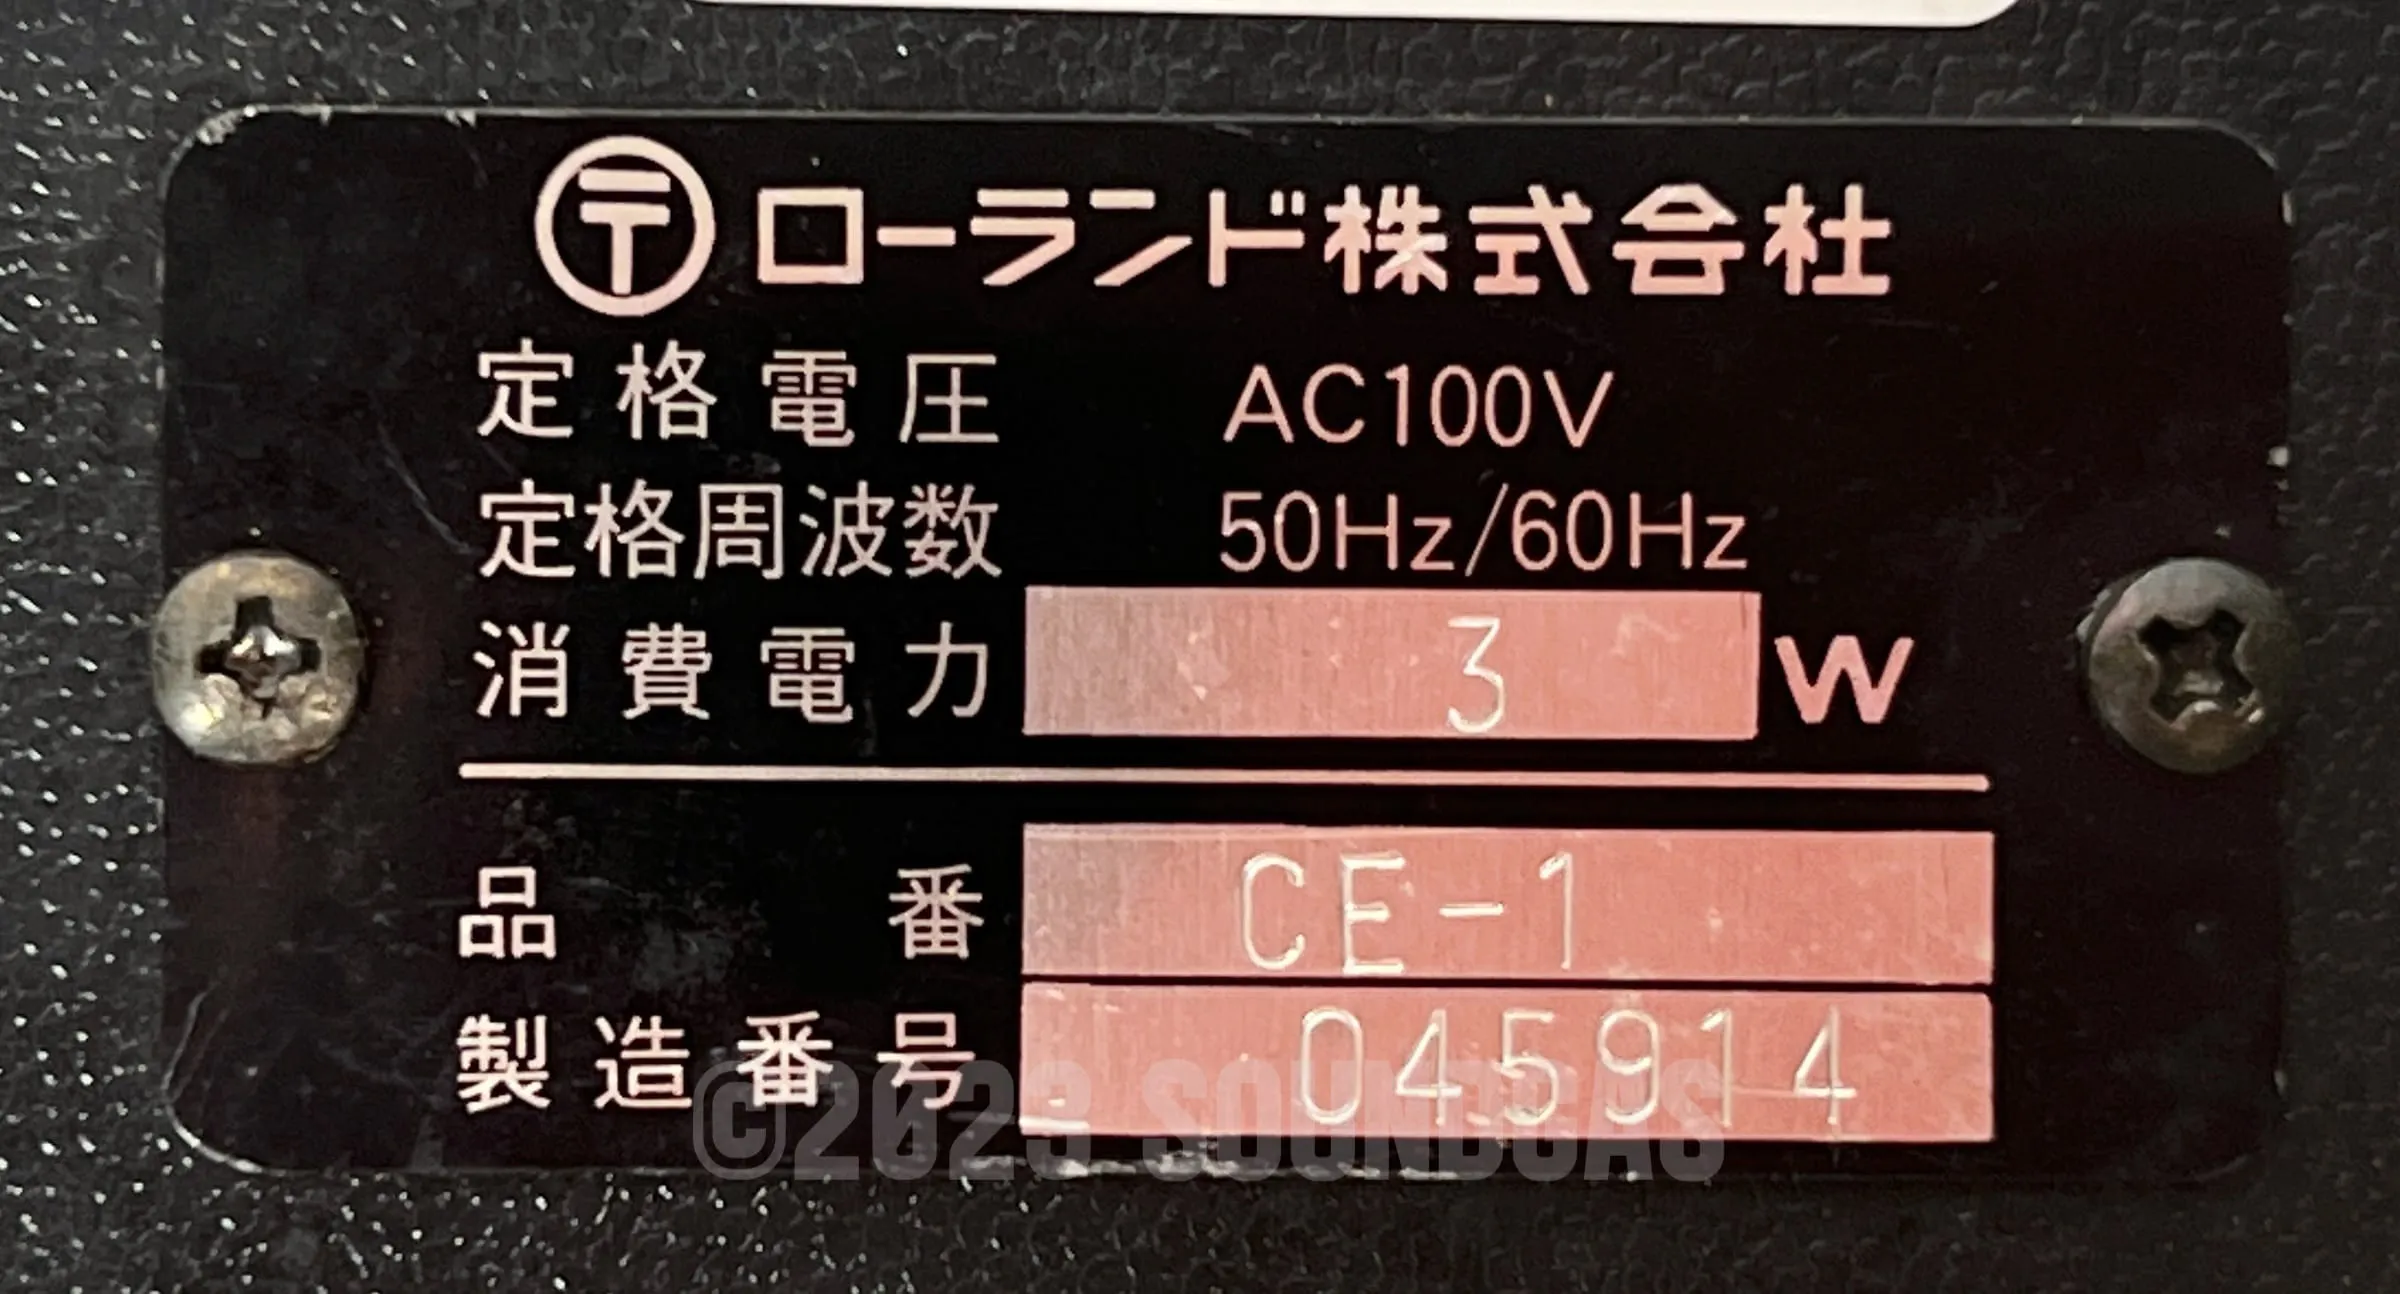 〒ローランド株式会社
定格電圧 AC100V
定格周波数 50Hz/60Hz
消費電力 3 W
品番 CE-1
製造番号 045914
©2023 SOUNDGAS